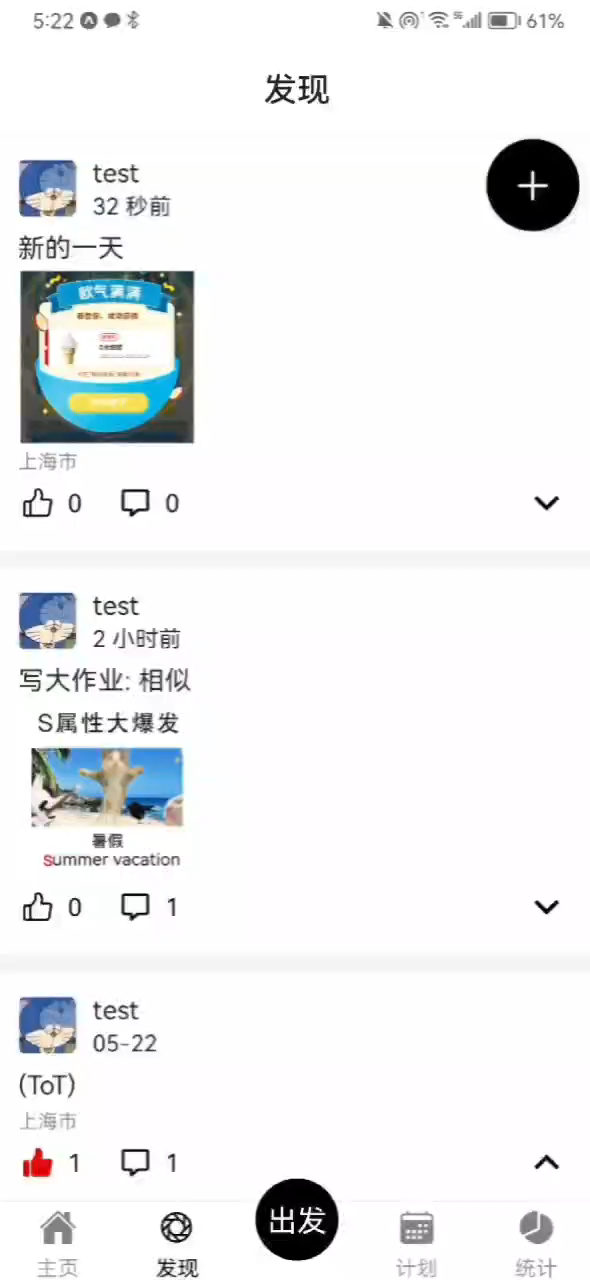 5:22
61%
发现
test
32 秒前
新的一天
欧气满满
上海市
0
0
test
2 小时前
写大作业: 相似
S属性大爆发
暑假
Summer vacation
0
1
test
05-22
(ToT)
上海市
1
1
主页
发现
出发
计划
统计